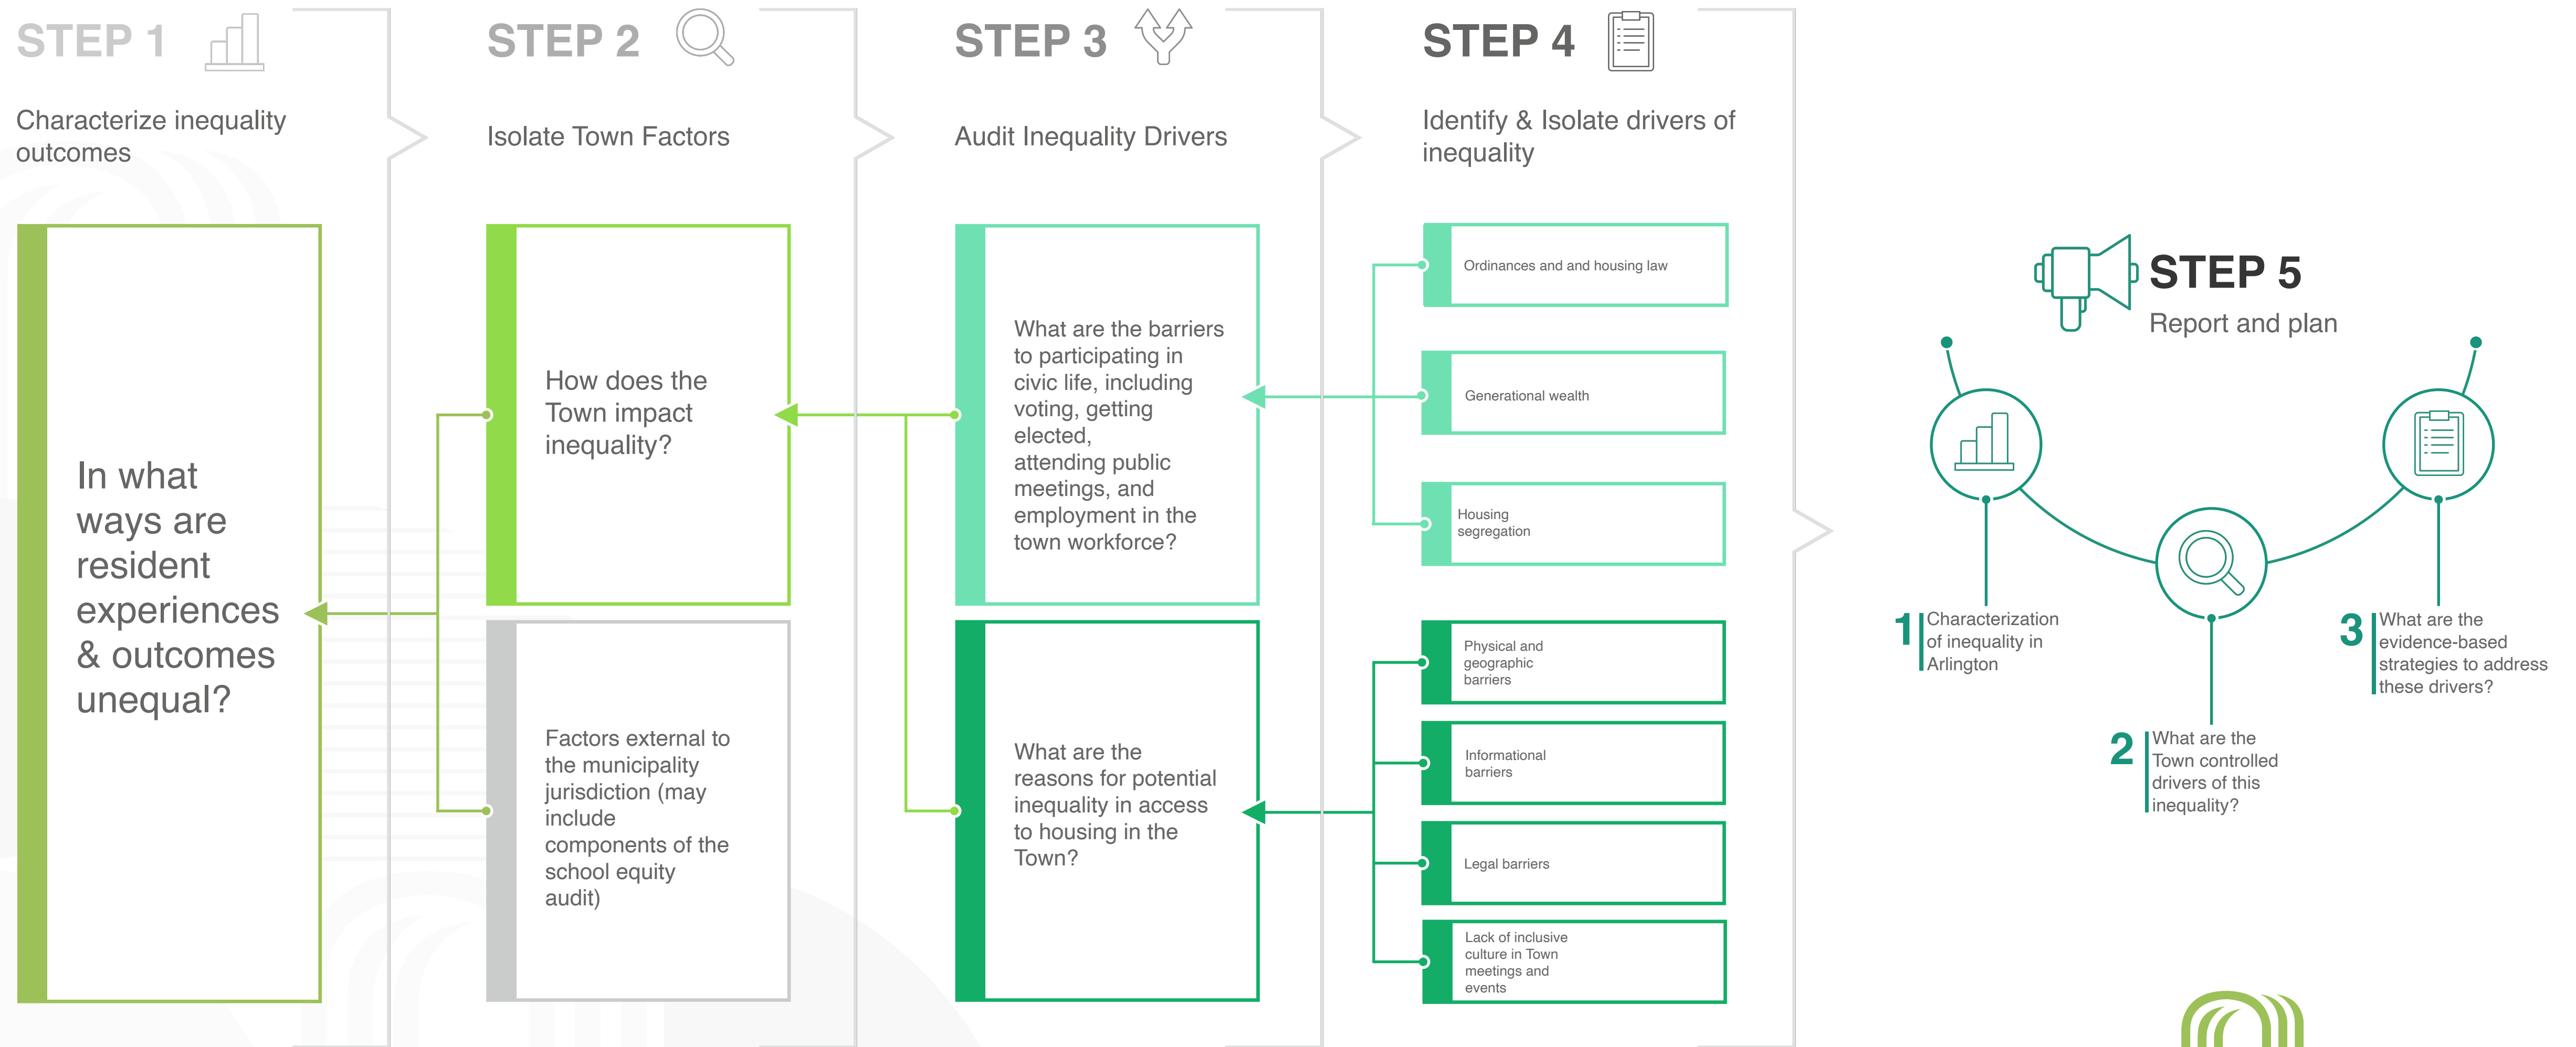 STEP 1
Characterize inequality
outcomes
In what
ways are
resident
experiences
& outcomes
unequal?
STEP 2
Isolate Town Factors
How does the
Town impact
inequality?
Factors external to
the municipality
jurisdiction (may
include
components of the
school equity
audit)
STEP 3
Audit Inequality Drivers
What are the barriers
to participating in
civic life, including
voting, getting
elected,
attending public
meetings, and
employment in the
town workforce?
What are the
reasons for potential
inequality in access
to housing in the
Town?
STEP 4
Identify & Isolate drivers of
inequality
Ordinances and and housing law
Generational wealth
Housing
segregation
Physical and
geographic
barriers
Informational
barriers
Legal barriers
Lack of inclusive
culture in Town
meetings and
events
STEP 5
Report and plan
1
Characterization
of inequality in
Arlington
2
What are the
Town controlled
drivers of this
inequality?
3
What are the
evidence-based
strategies to address
these drivers?